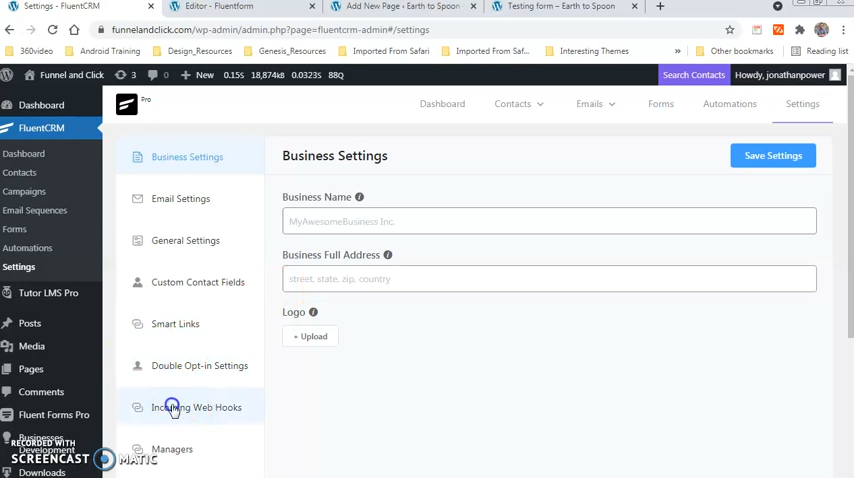 Settings - FluentCRM
Editor - Fluentform
Add New Page ‹ Earth to Spoon
Testing form – Earth to Spoon
funnelandclick.com/wp-admin/admin.php?page=fluentcrm-admin#/settings
360video
Android Training
Design_Resources
Genesis_Resources
Imported From Safari
Imported From Saf...
Interesting Themes
»
Other bookmarks
Reading list
Funnel and Click
3
0
New
0.15s
18,874kB
0.0323s
88Q
Search Contacts
Howdy, jonathanpower
Dashboard
FluentCRM
Dashboard
Contacts
Campaigns
Email Sequences
Forms
Automations
Settings
Tutor LMS Pro
Posts
Media
Pages
Comments
Fluent Forms Pro
Businesses
Development
Downloads
Pro
Dashboard
Contacts
Emails
Forms
Automations
Settings
Business Settings
Email Settings
General Settings
Custom Contact Fields
Smart Links
Double Opt-in Settings
Incoming Web Hooks
Managers
Business Settings
Save Settings
Business Name
MyAwesomeBusiness Inc.
Business Full Address
street, state, zip, country
Logo
+ Upload
RECORDED WITH
SCREENCAST MATIC